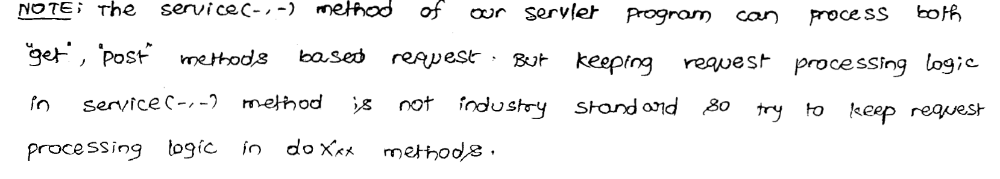 NOTE: The service(-,-) method of our servlet program can process both
"get", "post" methods based request. But keeping request processing logic
in service(-,-) method is not industry standard so try to keep request
processing logic in doXxx methods.